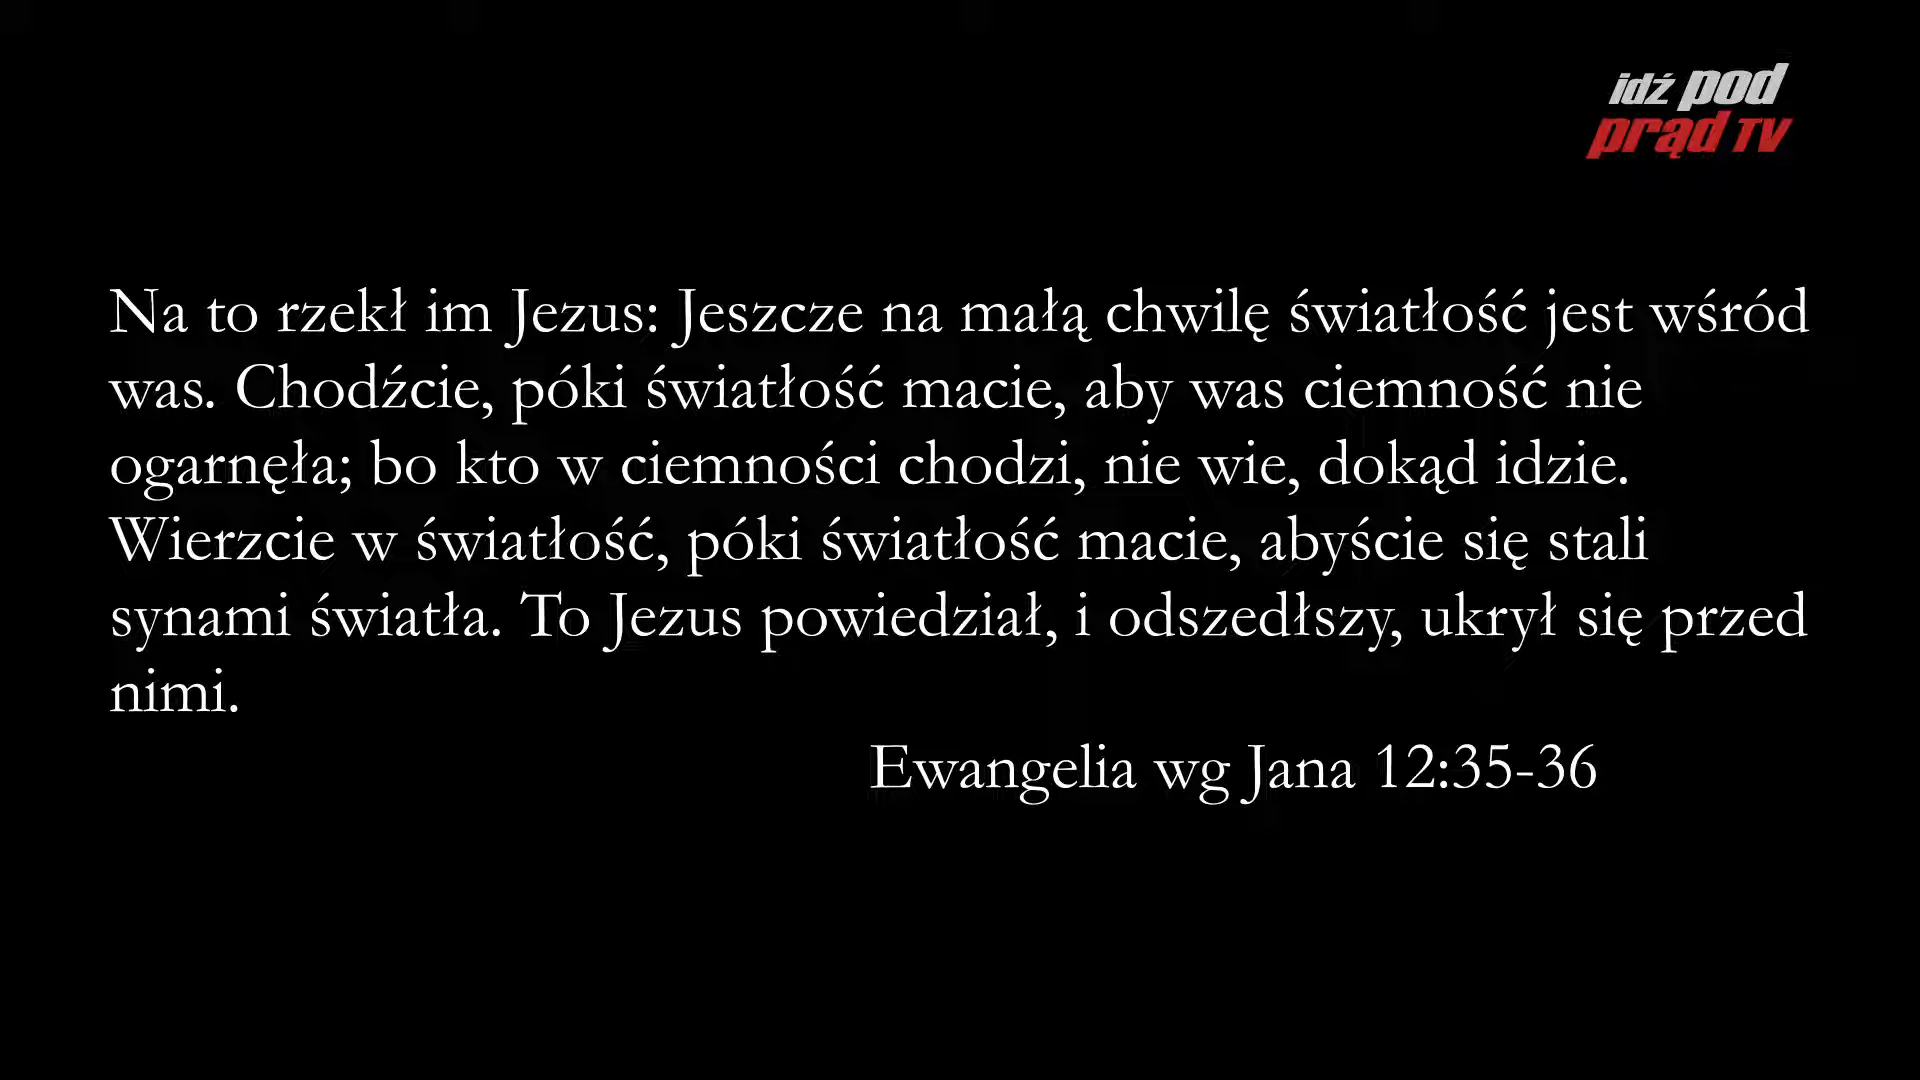 idź pod
prąd TV
Na to rzekł im Jezus: Jeszcze na małą chwilę światłość jest wśród
was. Chodźcie, póki światłość macie, aby was ciemność nie
ogarnęła; bo kto w ciemności chodzi, nie wie, dokąd idzie.
Wierzcie w światłość, póki światłość macie, abyście się stali
synami światła. To Jezus powiedział, i odszedłszy, ukrył się przed
nimi.
Ewangelia wg Jana 12:35-36